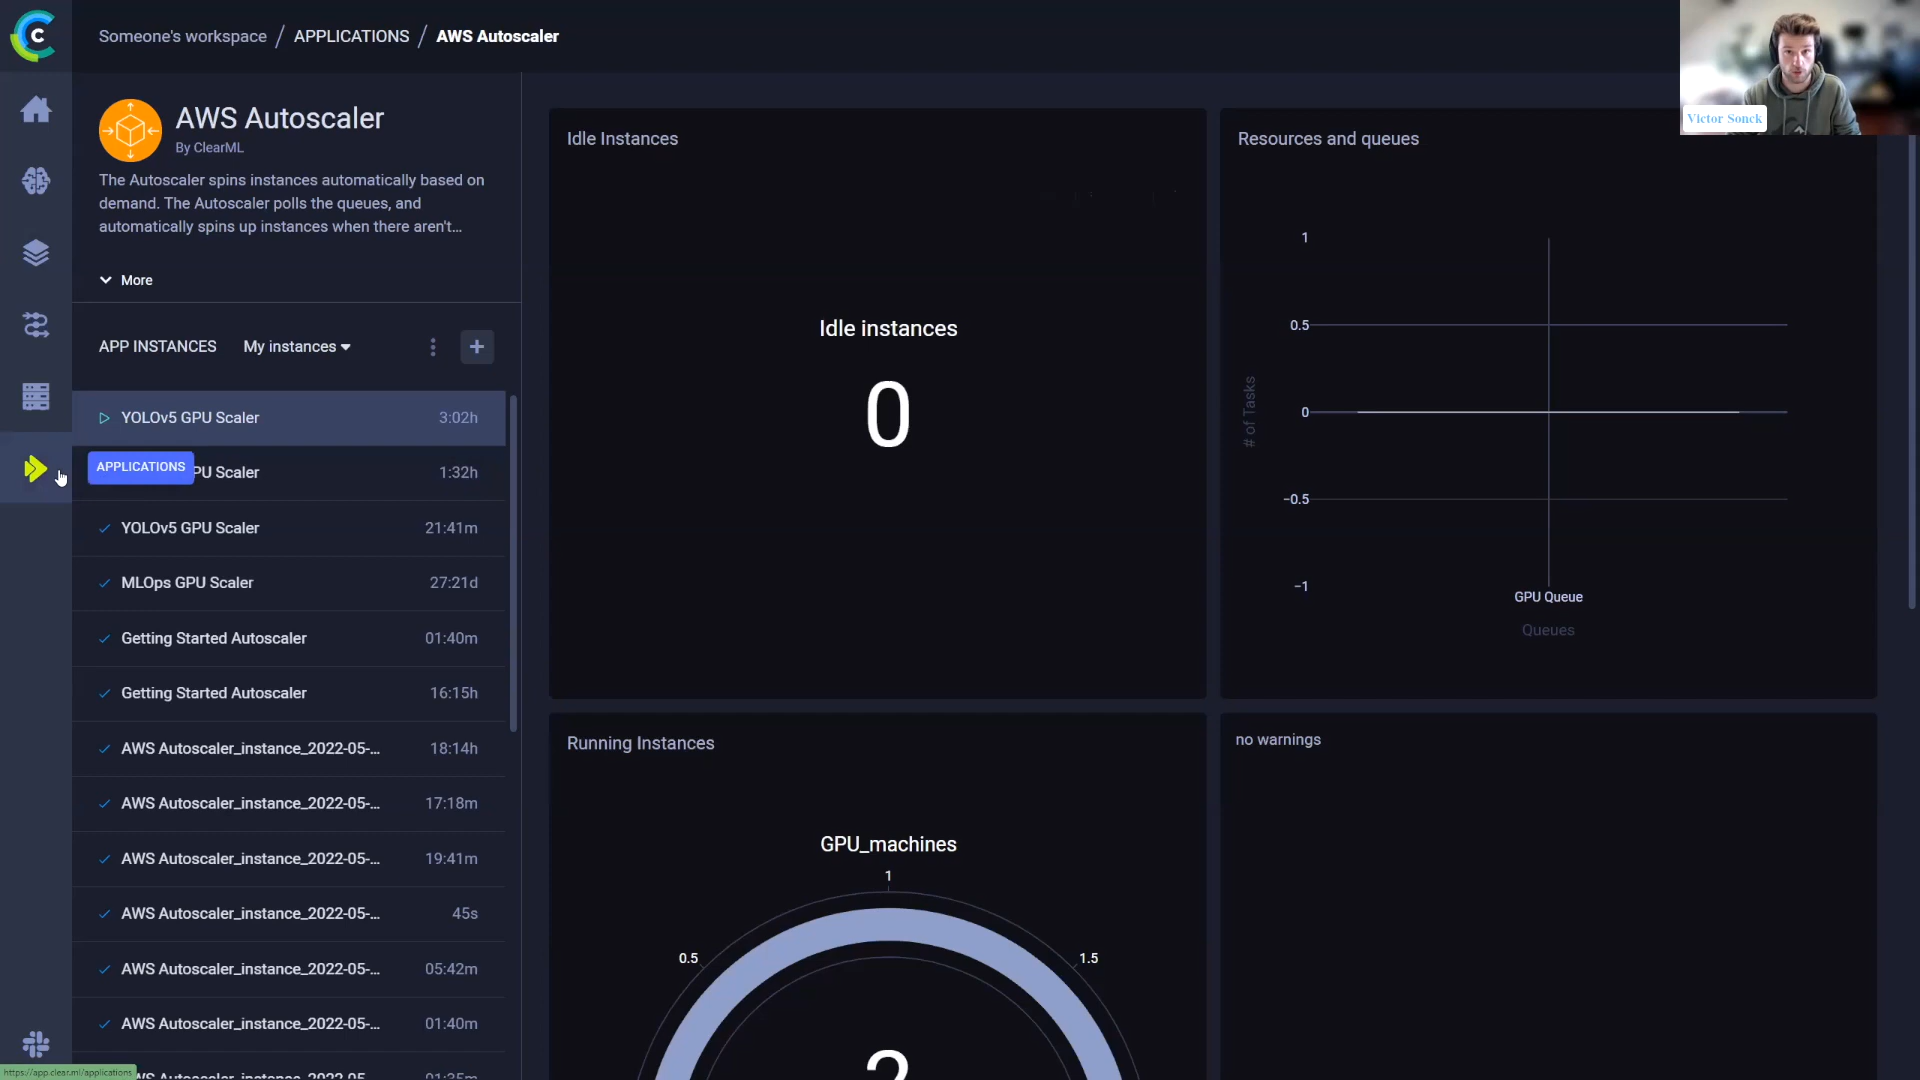 C
Someone's workspace / APPLICATIONS / AWS Autoscaler
Victor Sonck
AWS Autoscaler
By ClearML
The Autoscaler spins instances automatically based on
demand. The Autoscaler polls the queues, and
automatically spins up instances when there aren't...
More
APP INSTANCES My instances
YOLOv5 GPU Scaler 3:02h
APPLICATIONS
PU Scaler 1:32h
YOLOv5 GPU Scaler 21:41m
MLOps GPU Scaler 27:21d
Getting Started Autoscaler 01:40m
Getting Started Autoscaler 16:15h
AWS Autoscaler_instance_2022-05-... 18:14h
AWS Autoscaler_instance_2022-05-... 17:18m
AWS Autoscaler_instance_2022-05-... 19:41m
AWS Autoscaler_instance_2022-05-... 45s
AWS Autoscaler_instance_2022-05-... 05:42m
AWS Autoscaler_instance_2022-05-... 01:40m
https://app.clear.ml/applications
Idle Instances
Idle instances
0
Resources and queues
1
0.5
0
−0.5
−1
# of Tasks
GPU Queue
Queues
Running Instances
GPU_machines
1
0.5
1.5
2
no warnings